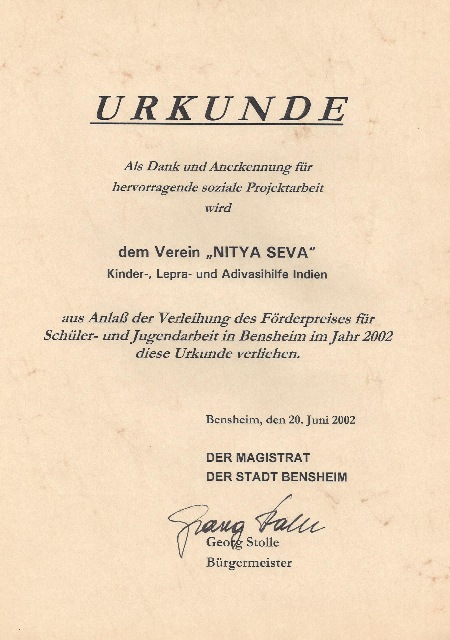 URKUNDE
Als Dank und Anerkennung für
hervorragende soziale Projektarbeit
wird
dem Verein „NITYA SEVA“
Kinder-, Lepra- und Adivasihilfe Indien
aus Anlaß der Verleihung des Förderpreises für
Schüler- und Jugendarbeit in Bensheim im Jahr 2002
diese Urkunde verliehen.
Bensheim, den 20. Juni 2002
DER MAGISTRAT
DER STADT BENSHEIM
Georg Stolle
Georg Stolle
Bürgermeister